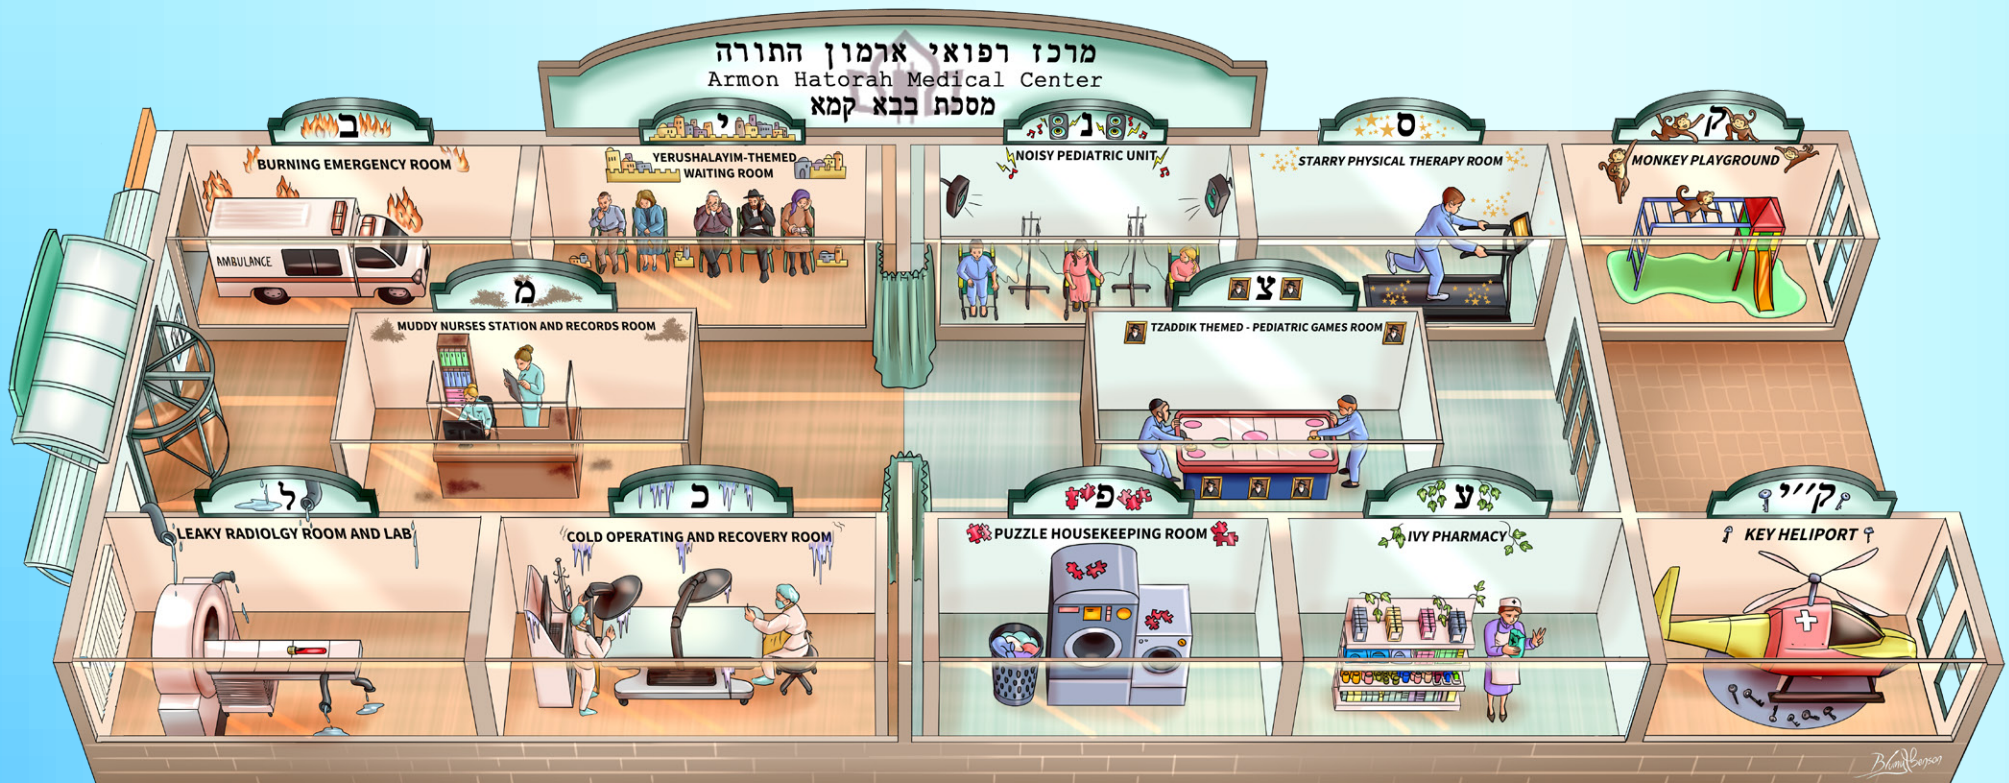 מרכז רפואי ארמון התורה
Armon Hatorah Medical Center
מסכת בבא קמא
ב
BURNING EMERGENCY ROOM
AMBULANCE
י
YERUSHALAYIM-THEMED
WAITING ROOM
נ
NOISY PEDIATRIC UNIT
ס
STARRY PHYSICAL THERAPY ROOM
ק
MONKEY PLAYGROUND
מ
MUDDY NURSES STATION AND RECORDS ROOM
צ
TZADDIK THEMED - PEDIATRIC GAMES ROOM
ל
LEAKY RADIOLGY ROOM AND LAB
כ
COLD OPERATING AND RECOVERY ROOM
פ
PUZZLE HOUSEKEEPING ROOM
ע
IVY PHARMACY
ק''י
KEY HELIPORT